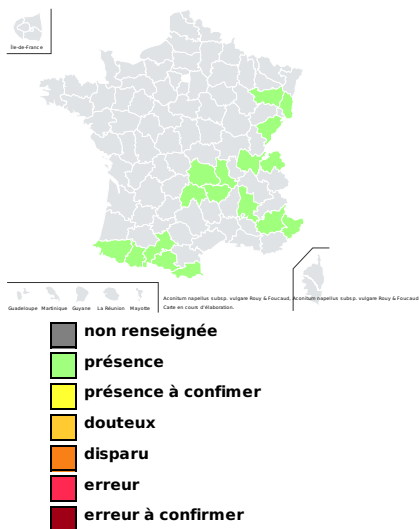 Île-de-France
Guadeloupe Martinique Guyane La Réunion Mayotte
Aconitum napellus subsp. vulgare Rouy & Foucaud, Aconitum napellus subsp. vulgare Rouy & Foucaud
Carte en cours d'élaboration.
non renseignée
présence
présence à confimer
douteux
disparu
erreur
erreur à confirmer